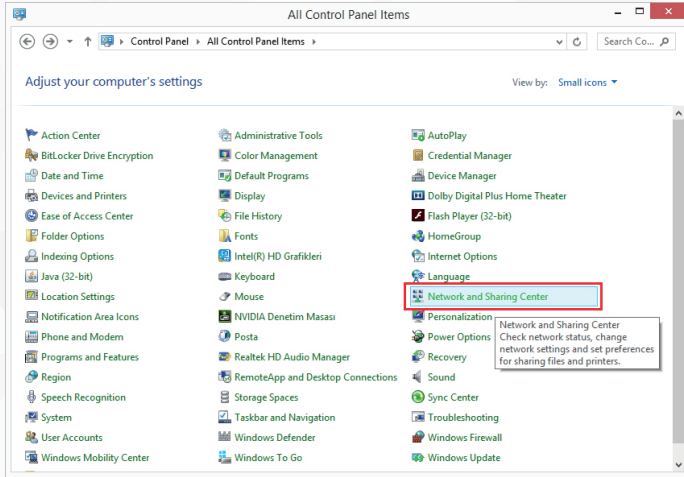 All Control Panel Items
Control Panel All Control Panel Items
Search Co...
Adjust your computer's settings
View by: Small icons
Action Center
Administrative Tools
AutoPlay
BitLocker Drive Encryption
Color Management
Credential Manager
Date and Time
Default Programs
Device Manager
Devices and Printers
Display
Dolby Digital Plus Home Theater
Ease of Access Center
File History
Flash Player (32-bit)
Folder Options
Fonts
HomeGroup
Indexing Options
Intel(R) HD Grafikleri
Internet Options
Java (32-bit)
Keyboard
Language
Location Settings
Mouse
Network and Sharing Center
Notification Area Icons
NVIDIA Denetim Masası
Personalization
Phone and Modem
Posta
Power Options
Programs and Features
Realtek HD Audio Manager
Recovery
Region
RemoteApp and Desktop Connections
Sound
Speech Recognition
Storage Spaces
Sync Center
System
Taskbar and Navigation
Troubleshooting
User Accounts
Windows Defender
Windows Firewall
Windows Mobility Center
Windows To Go
Windows Update
Network and Sharing Center
Check network status, change
network settings and set preferences
for sharing files and printers.